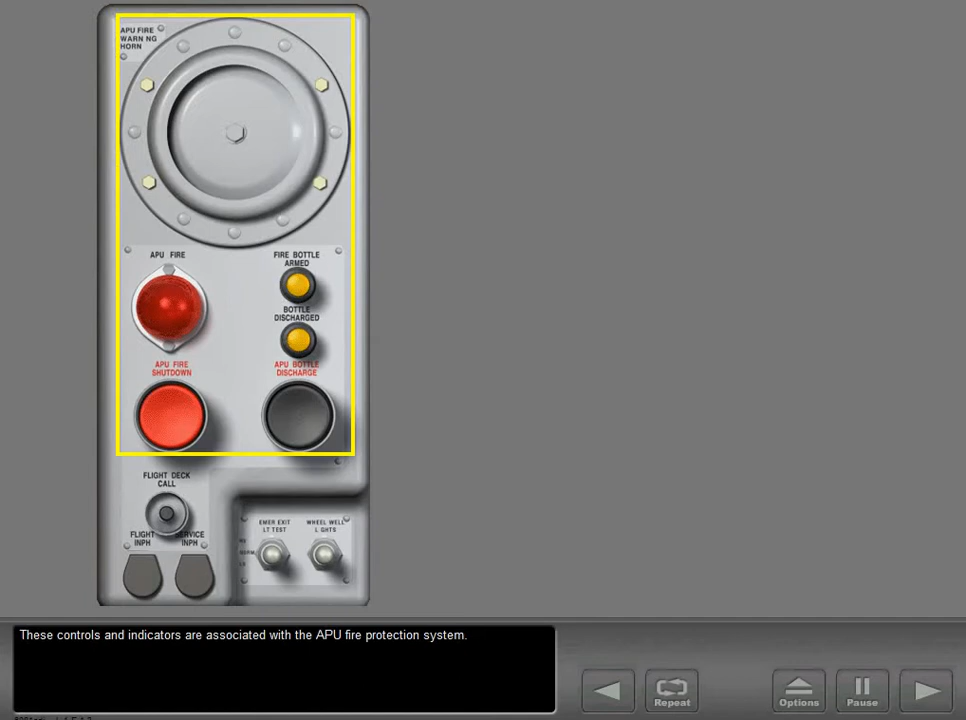 APU FIRE
WARN NG
HORN
APU FIRE
FIRE BOTTLE
ARMED
BOTTLE
DISCHARGED
APU FIRE
SHUTDOWN
APU BOTTLE
DISCHARGE
FLIGHT DECK
CALL
FLIGHT
INPH
SERVICE
INPH
EMER EXIT
LT TEST
WHEEL WELL
L GHTS
NORM
These controls and indicators are associated with the APU fire protection system.
Repeat
Options
Pause